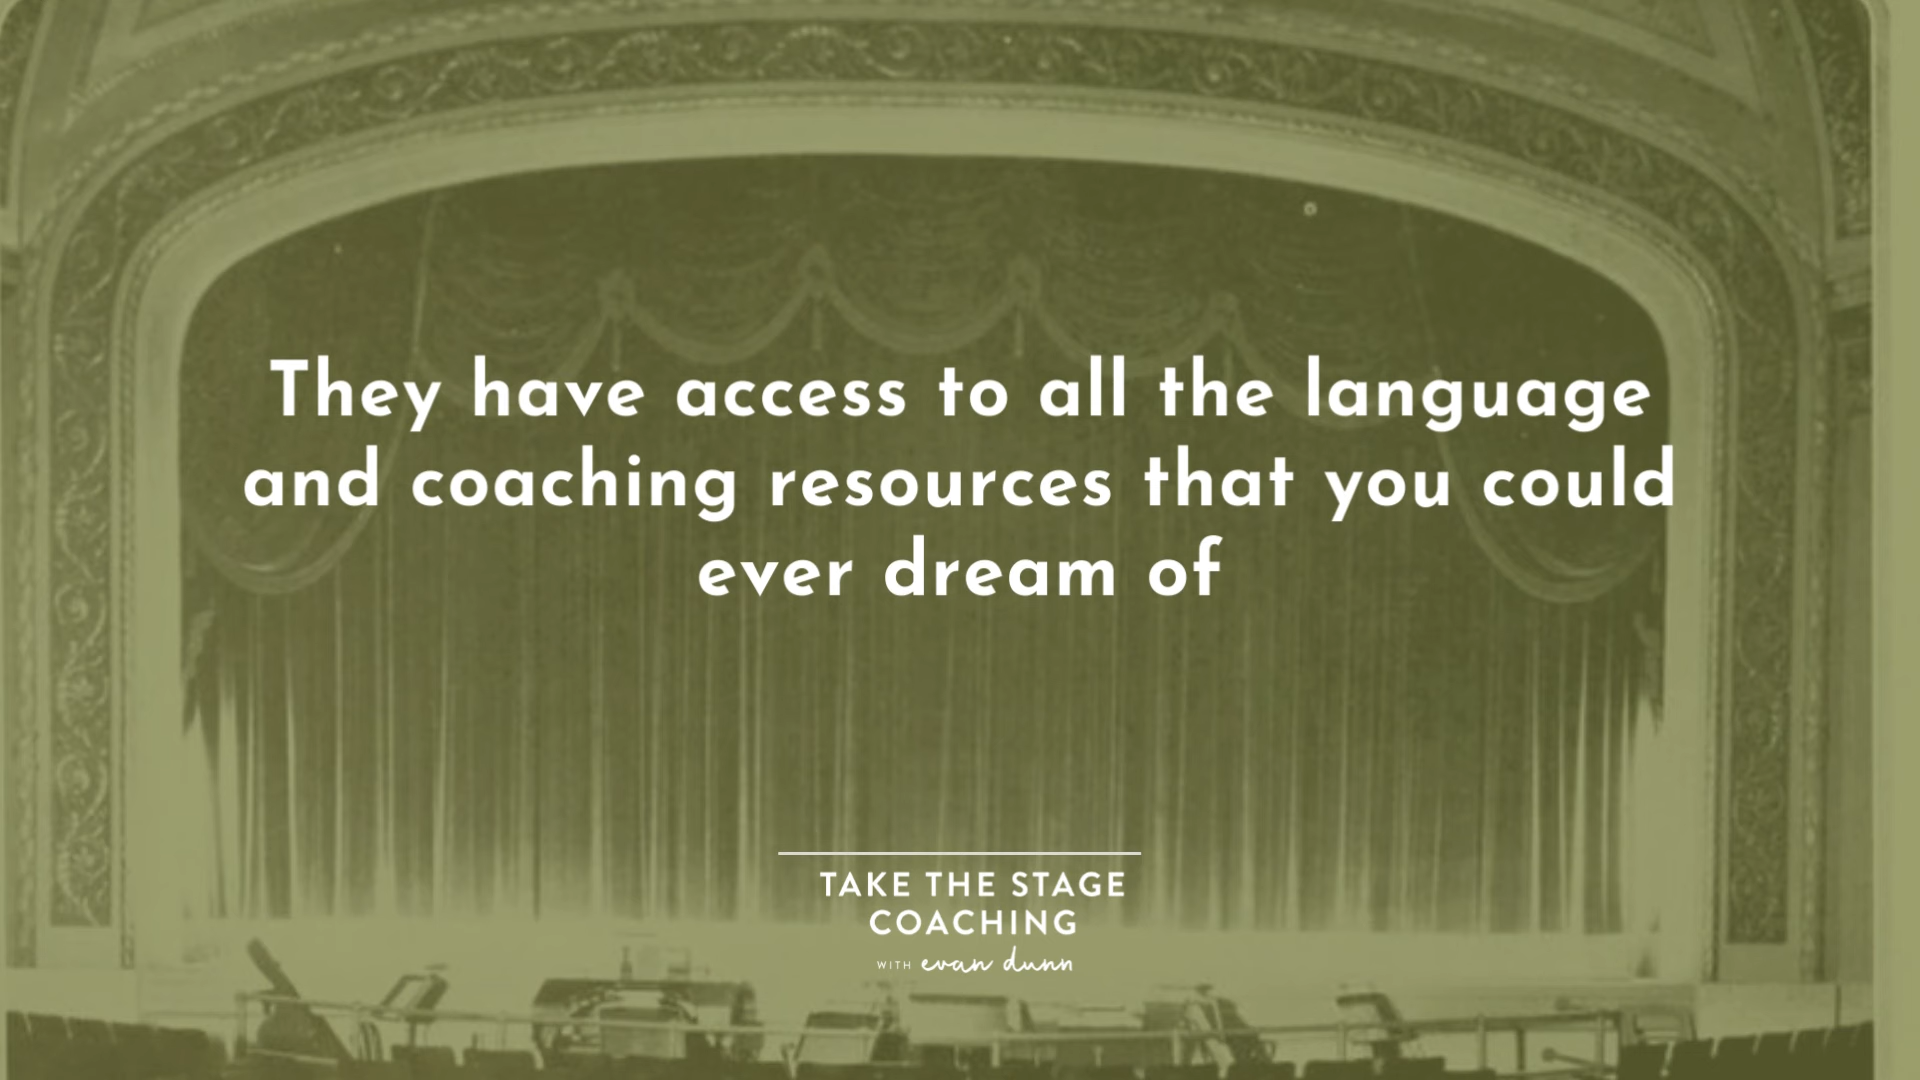 They have access to all the language
and coaching resources that you could
ever dream of
TAKE THE STAGE
COACHING
WITH evan dunn